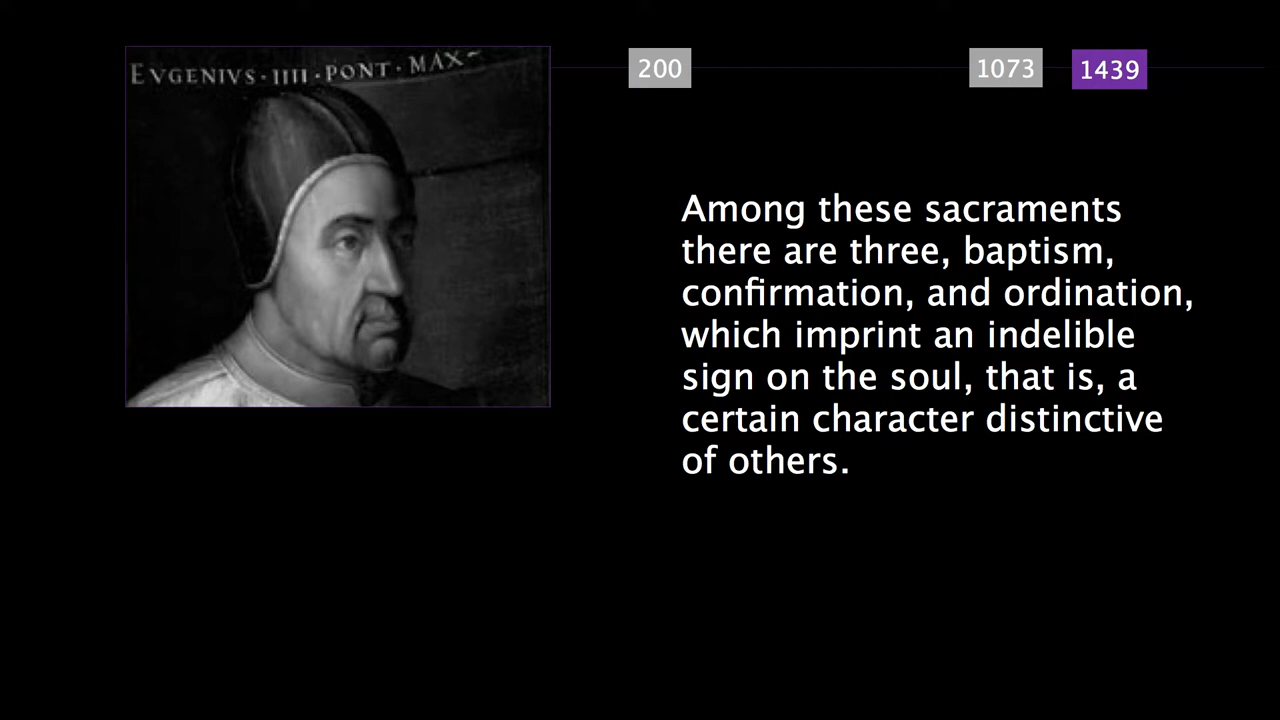 EVGENIVS · IIII · PONT · MAX~
200
1073
1439
Among these sacraments
there are three, baptism,
confirmation, and ordination,
which imprint an indelible
sign on the soul, that is, a
certain character distinctive
of others.